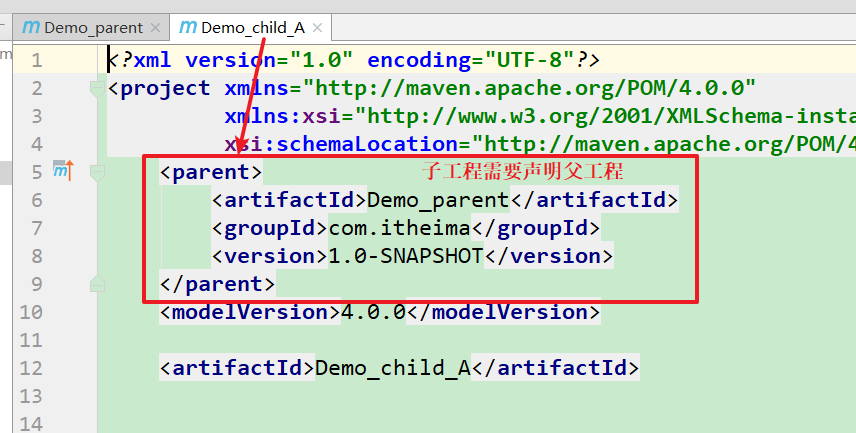 m Demo_parent × m Demo_child_A ×
1 <?xml version="1.0" encoding="UTF-8"?>
2 <project xmlns="http://maven.apache.org/POM/4.0.0"
3 xmlns:xsi="http://www.w3.org/2001/XMLSchema-insta
4 xsi:schemaLocation="http://maven.apache.org/POM/4
5 <parent> 子工程需要声明父工程
6 <artifactId>Demo_parent</artifactId>
7 <groupId>com.itheima</groupId>
8 <version>1.0-SNAPSHOT</version>
9 </parent>
10 <modelVersion>4.0.0</modelVersion>
11
12 <artifactId>Demo_child_A</artifactId>
13
14